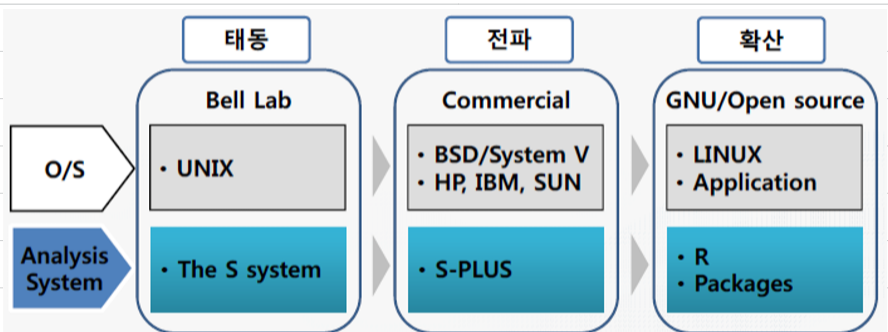 태동
전파
확산
Bell Lab
Commercial
GNU/Open source
O/S
• UNIX
• BSD/System V
• HP, IBM, SUN
• LINUX
• Application
Analysis
System
• The S system
• S-PLUS
• R
• Packages